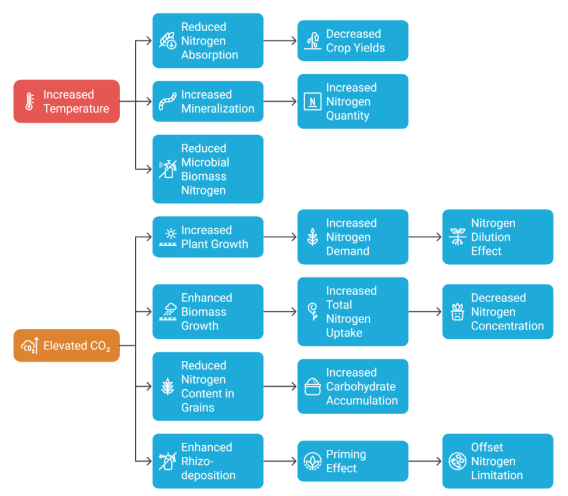 Reduced
Nitrogen
Absorption
Decreased
Crop Yields
Increased
Temperature
Increased
Mineralization
N
Increased
Nitrogen
Quantity
Reduced
Microbial
Biomass
Nitrogen
Increased
Plant Growth
Increased
Nitrogen
Demand
Nitrogen
Dilution
Effect
CO₂
Elevated CO₂
Enhanced
Biomass
Growth
Increased
Total
Nitrogen
Uptake
Decreased
Nitrogen
Concentration
Reduced
Nitrogen
Content in
Grains
Increased
Carbohydrate
Accumulation
Enhanced
Rhizo-
deposition
Priming
Effect
Offset
Nitrogen
Limitation